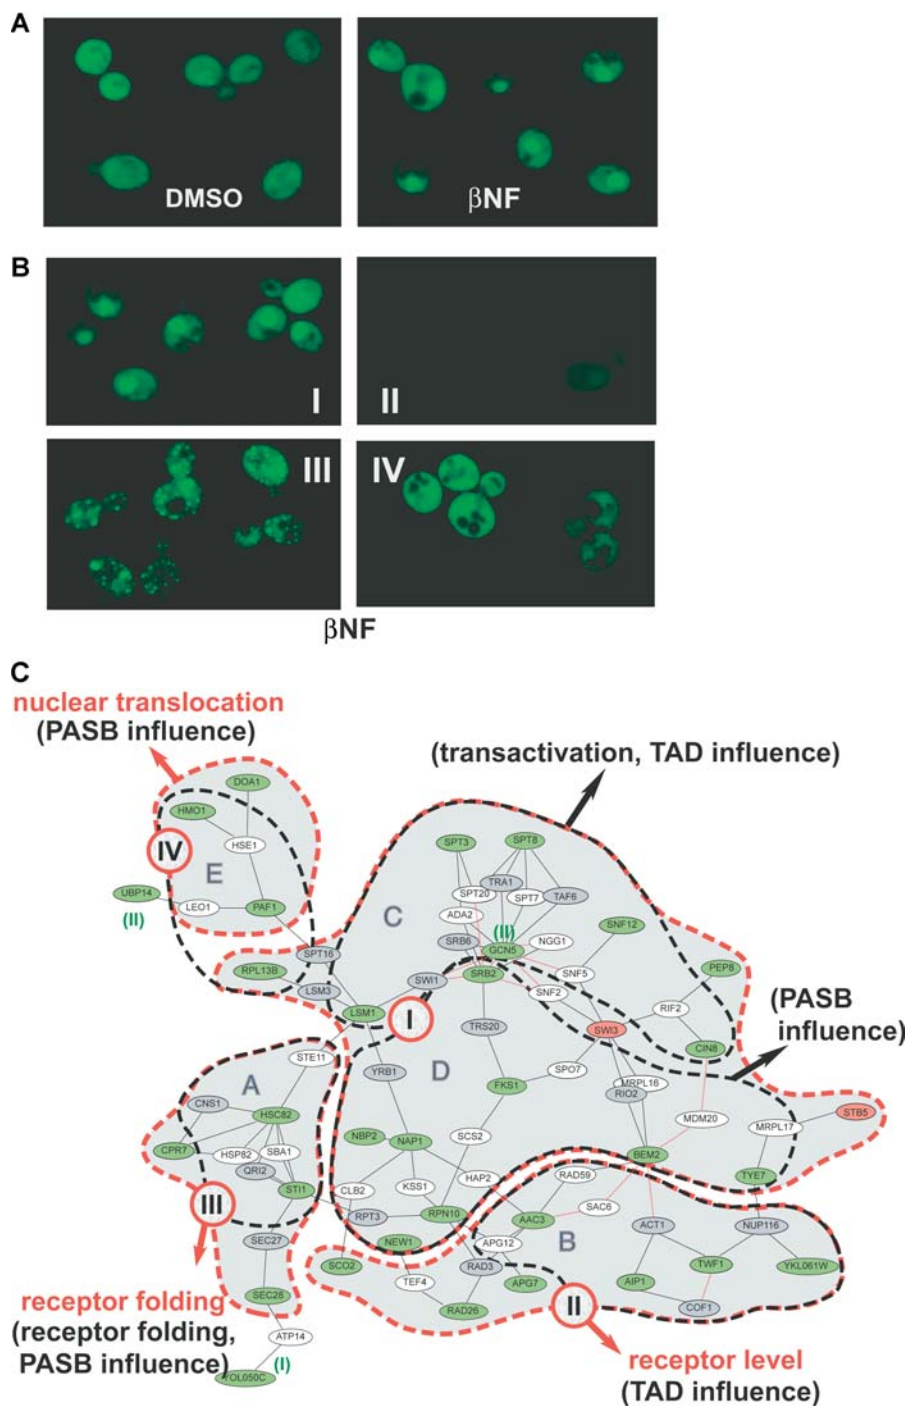 A
DMSO
βNF
B
I
II
III
IV
βNF
C
nuclear translocation
(PASB influence)
(transactivation, TAD influence)
DOA1
HMO1
HSE1
IV
E
UBP14
LEO1
PAF1
(II)
SPT3
SPT8
TRA1
SPT20
SPT7
TAF6
C
ADA2
(II)
SNF12
SRB6
GCN5
NGG1
SPT16
RPL13B
SWI1
SRB2
SNF5
PEP8
LSM3
SNF2
RIF2
(PASB
influence)
LSM1
I
TRS20
SWI3
CIN8
STE11
A
YRB1
D
SPO7
CNS1
FKS1
MRPL16
RIO2
HSC82
MDM20
STB5
CPR7
HSP82
SBA1
NBP2
NAP1
SCS2
MRPL17
QRI2
BEM2
STI1
CLB2
KSS1
HAP2
RAD59
TYE7
III
SAC6
RPT3
RPN10
AAC3
ACT1
NUP116
SEC27
NEW1
APG12
B
SCO2
RAD3
TWF1
YKL061W
TEF4
APG7
AIP1
SEC28
RAD26
II
COF1
receptor folding
(receptor folding,
PASB influence)
ATP14
(I)
YOL050C
receptor level
(TAD influence)